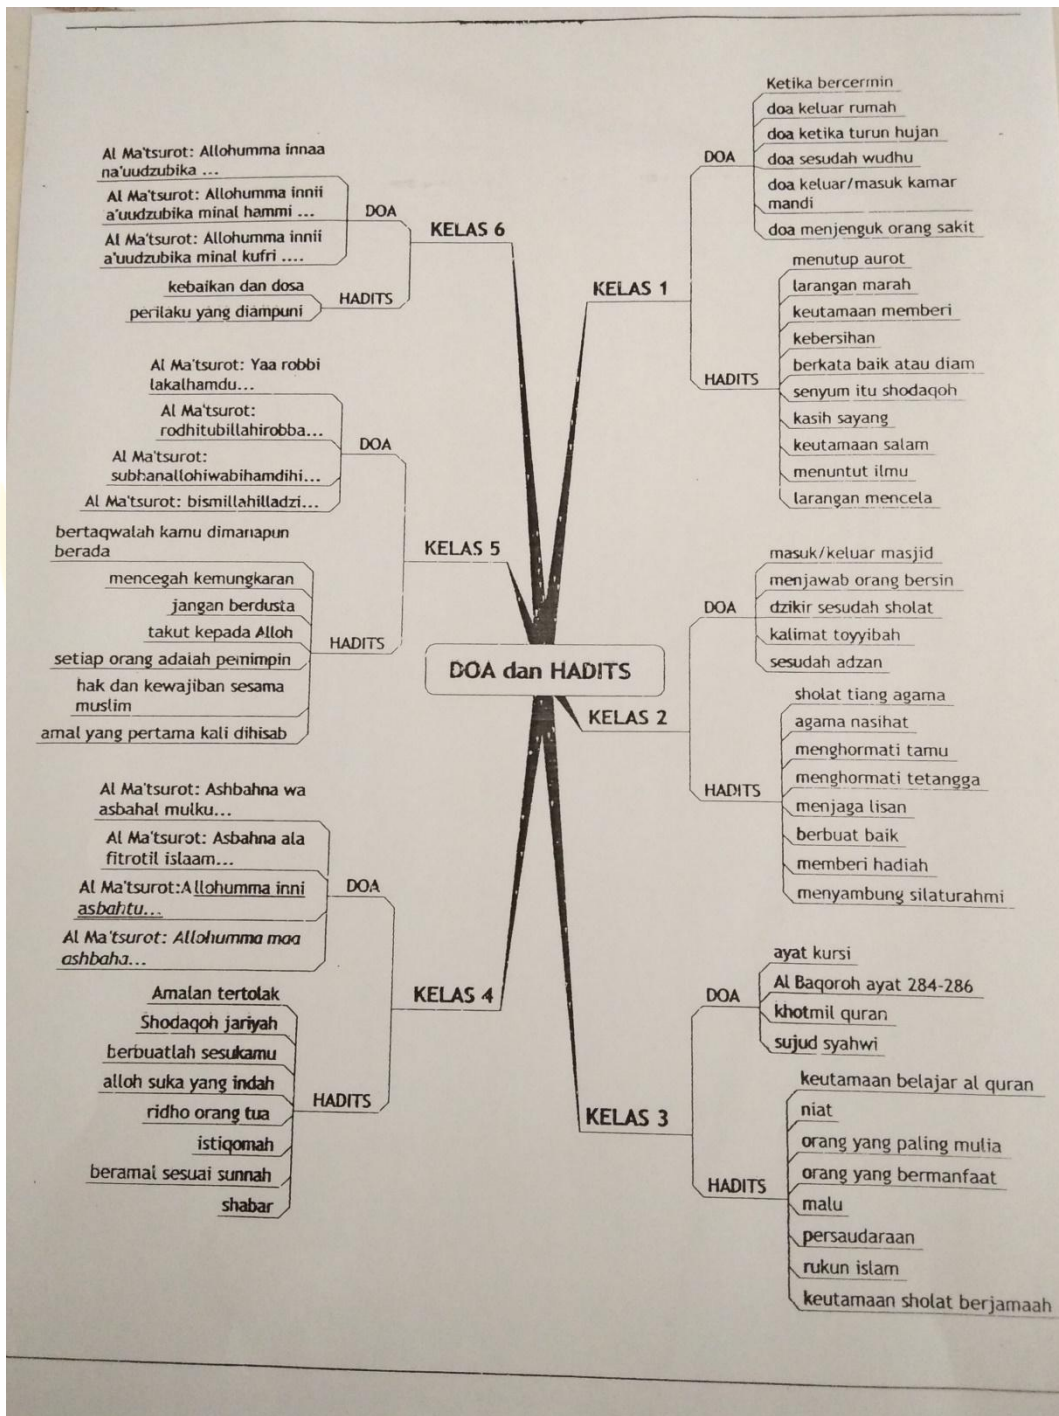 DOA dan HADITS
KELAS 1
DOA
Ketika bercermin
doa keluar rumah
doa ketika turun hujan
doa sesudah wudhu
doa keluar/masuk kamar
mandi
doa menjenguk orang sakit
HADITS
menutup aurot
larangan marah
keutamaan memberi
kebersihan
berkata baik atau diam
senyum itu shodaqoh
kasih sayang
keutamaan salam
menuntut ilmu
larangan mencela
KELAS 2
DOA
masuk/keluar masjid
menjawab orang bersin
dzikir sesudah sholat
kalimat toyyibah
sesudah adzan
HADITS
sholat tiang agama
agama nasihat
menghormati tamu
menghormati tetangga
menjaga lisan
berbuat baik
memberi hadiah
menyambung silaturahmi
KELAS 3
DOA
ayat kursi
Al Baqoroh ayat 284-286
khotmil quran
sujud syahwi
HADITS
keutamaan belajar al quran
niat
orang yang paling mulia
orang yang bermanfaat
malu
persaudaraan
rukun islam
keutamaan sholat berjamaah
KELAS 4
DOA
Al Ma'tsurot: Ashbahna wa
asbahal mulku...
Al Ma'tsurot: Asbahna ala
fitrotil islaam...
Al Ma'tsurot:Allohumma inni
asbahtu...
Al Ma'tsurot: Allohumma maa
ashbaha...
HADITS
Amalan tertolak
Shodaqoh jariyah
berbuatlah sesukamu
alloh suka yang indah
ridho orang tua
istiqomah
beramal sesuai sunnah
shabar
KELAS 5
DOA
Al Ma'tsurot: Yaa robbi
lakalhamdu...
Al Ma'tsurot:
rodhitubillahirobba...
Al Ma'tsurot:
subhanallohiwabihamdihi...
Al Ma'tsurot: bismillahilladzi...
HADITS
bertaqwalah kamu dimanapun
berada
mencegah kemungkaran
jangan berdusta
takut kepada Alloh
setiap orang adalah pemimpin
hak dan kewajiban sesama
muslim
amal yang pertama kali dihisab
KELAS 6
DOA
Al Ma'tsurot: Allohumma innaa
na'uudzubika ...
Al Ma'tsurot: Allohumma innii
a'uudzubika minal hammi ...
Al Ma'tsurot: Allohumma innii
a'uudzubika minal kufri ....
HADITS
kebaikan dan dosa
perilaku yang diampuni